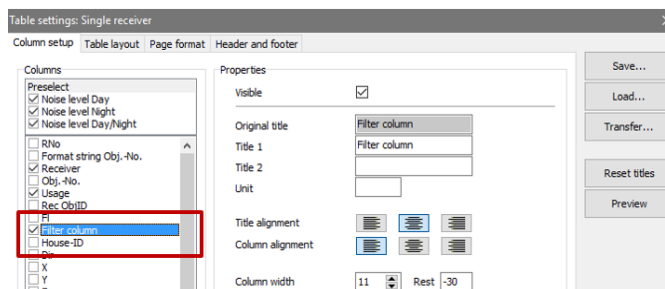 Table settings: Single receiver
Column setup Table layout Page format Header and footer
Columns
Preselect
Noise level Day
Noise level Night
Noise level Day/Night
RNo
Format string Obj.-No.
Receiver
Obj.-No.
Usage
Rec ObjID
Fl
Filter column
House-ID
Dir
X
Y
Properties
Visible
Original title Filter column
Title 1 Filter column
Title 2
Unit
Title alignment
Column alignment
Column width 11 Rest -30
Save...
Load...
Transfer...
Reset titles
Preview